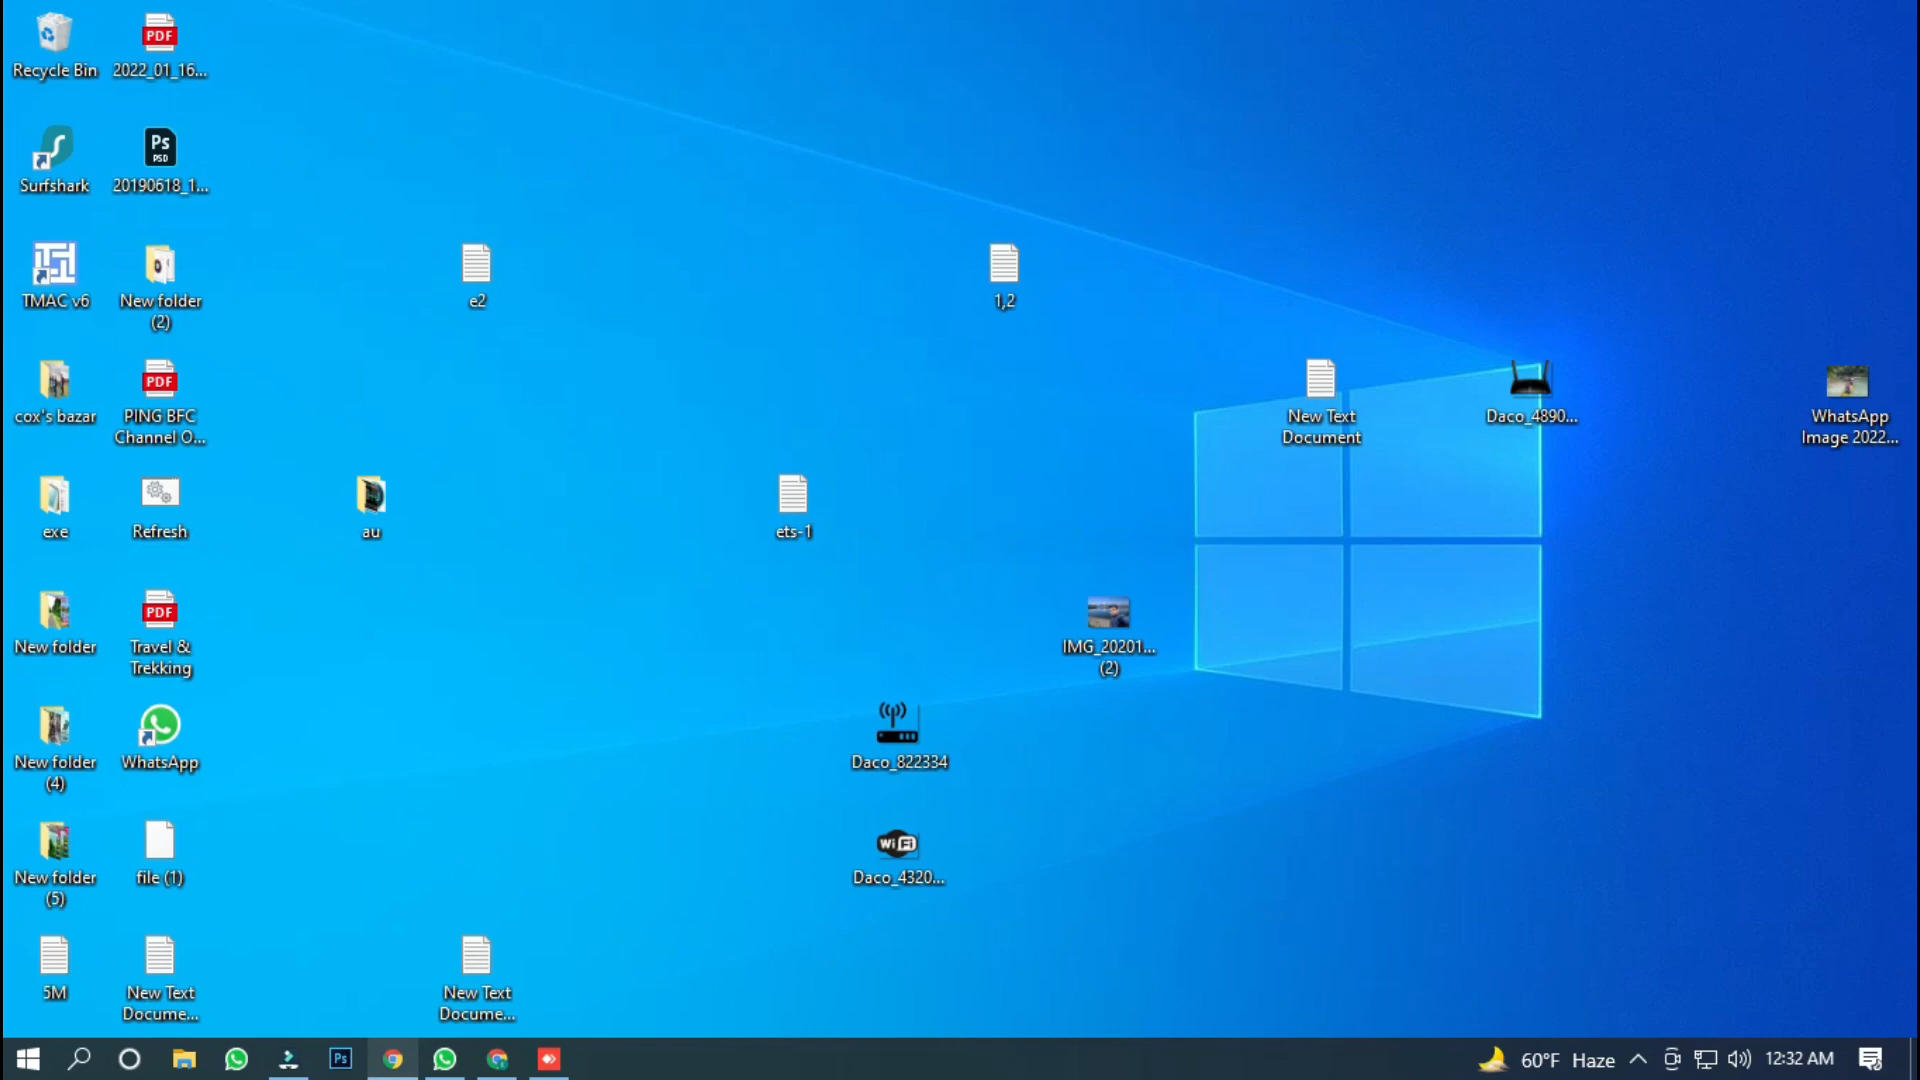 Recycle Bin
PDF
2022_01_16...
Surfshark
Ps
PSD
20190618_1...
TMAC v6
New folder
(2)
e2
1,2
cox's bazar
PDF
PING BFC
Channel O...
New Text
Document
Daco_4890...
WhatsApp
Image 2022...
exe
Refresh
au
ets-1
New folder
PDF
Travel &
Trekking
IMG_20201...
(2)
New folder
(4)
WhatsApp
Daco_822334
New folder
(5)
file (1)
WiFi
Daco_4320...
5M
New Text
Docume...
New Text
Docume...
Ps
60°F Haze
12:32 AM